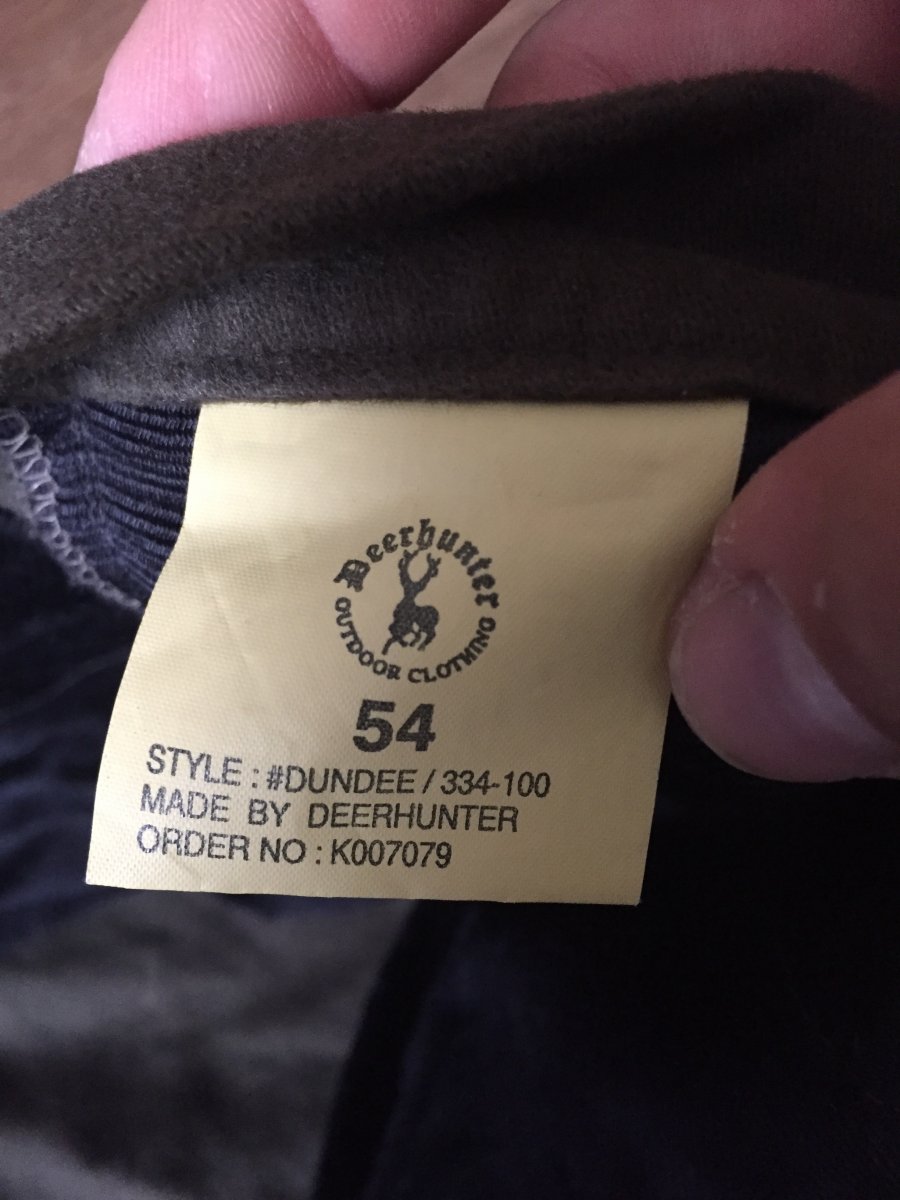 Deerhunter
OUTDOOR CLOTHING
54
STYLE : #DUNDEE / 334-100
MADE BY DEERHUNTER
ORDER NO : K007079